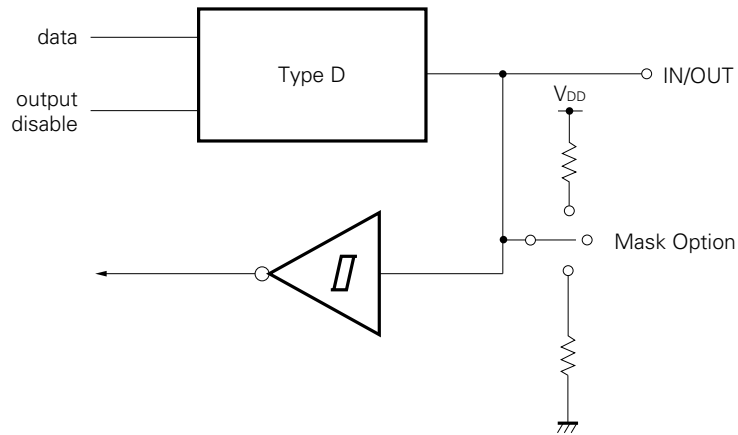 data
Type D
IN/OUT
VDD
output
disable
Mask Option